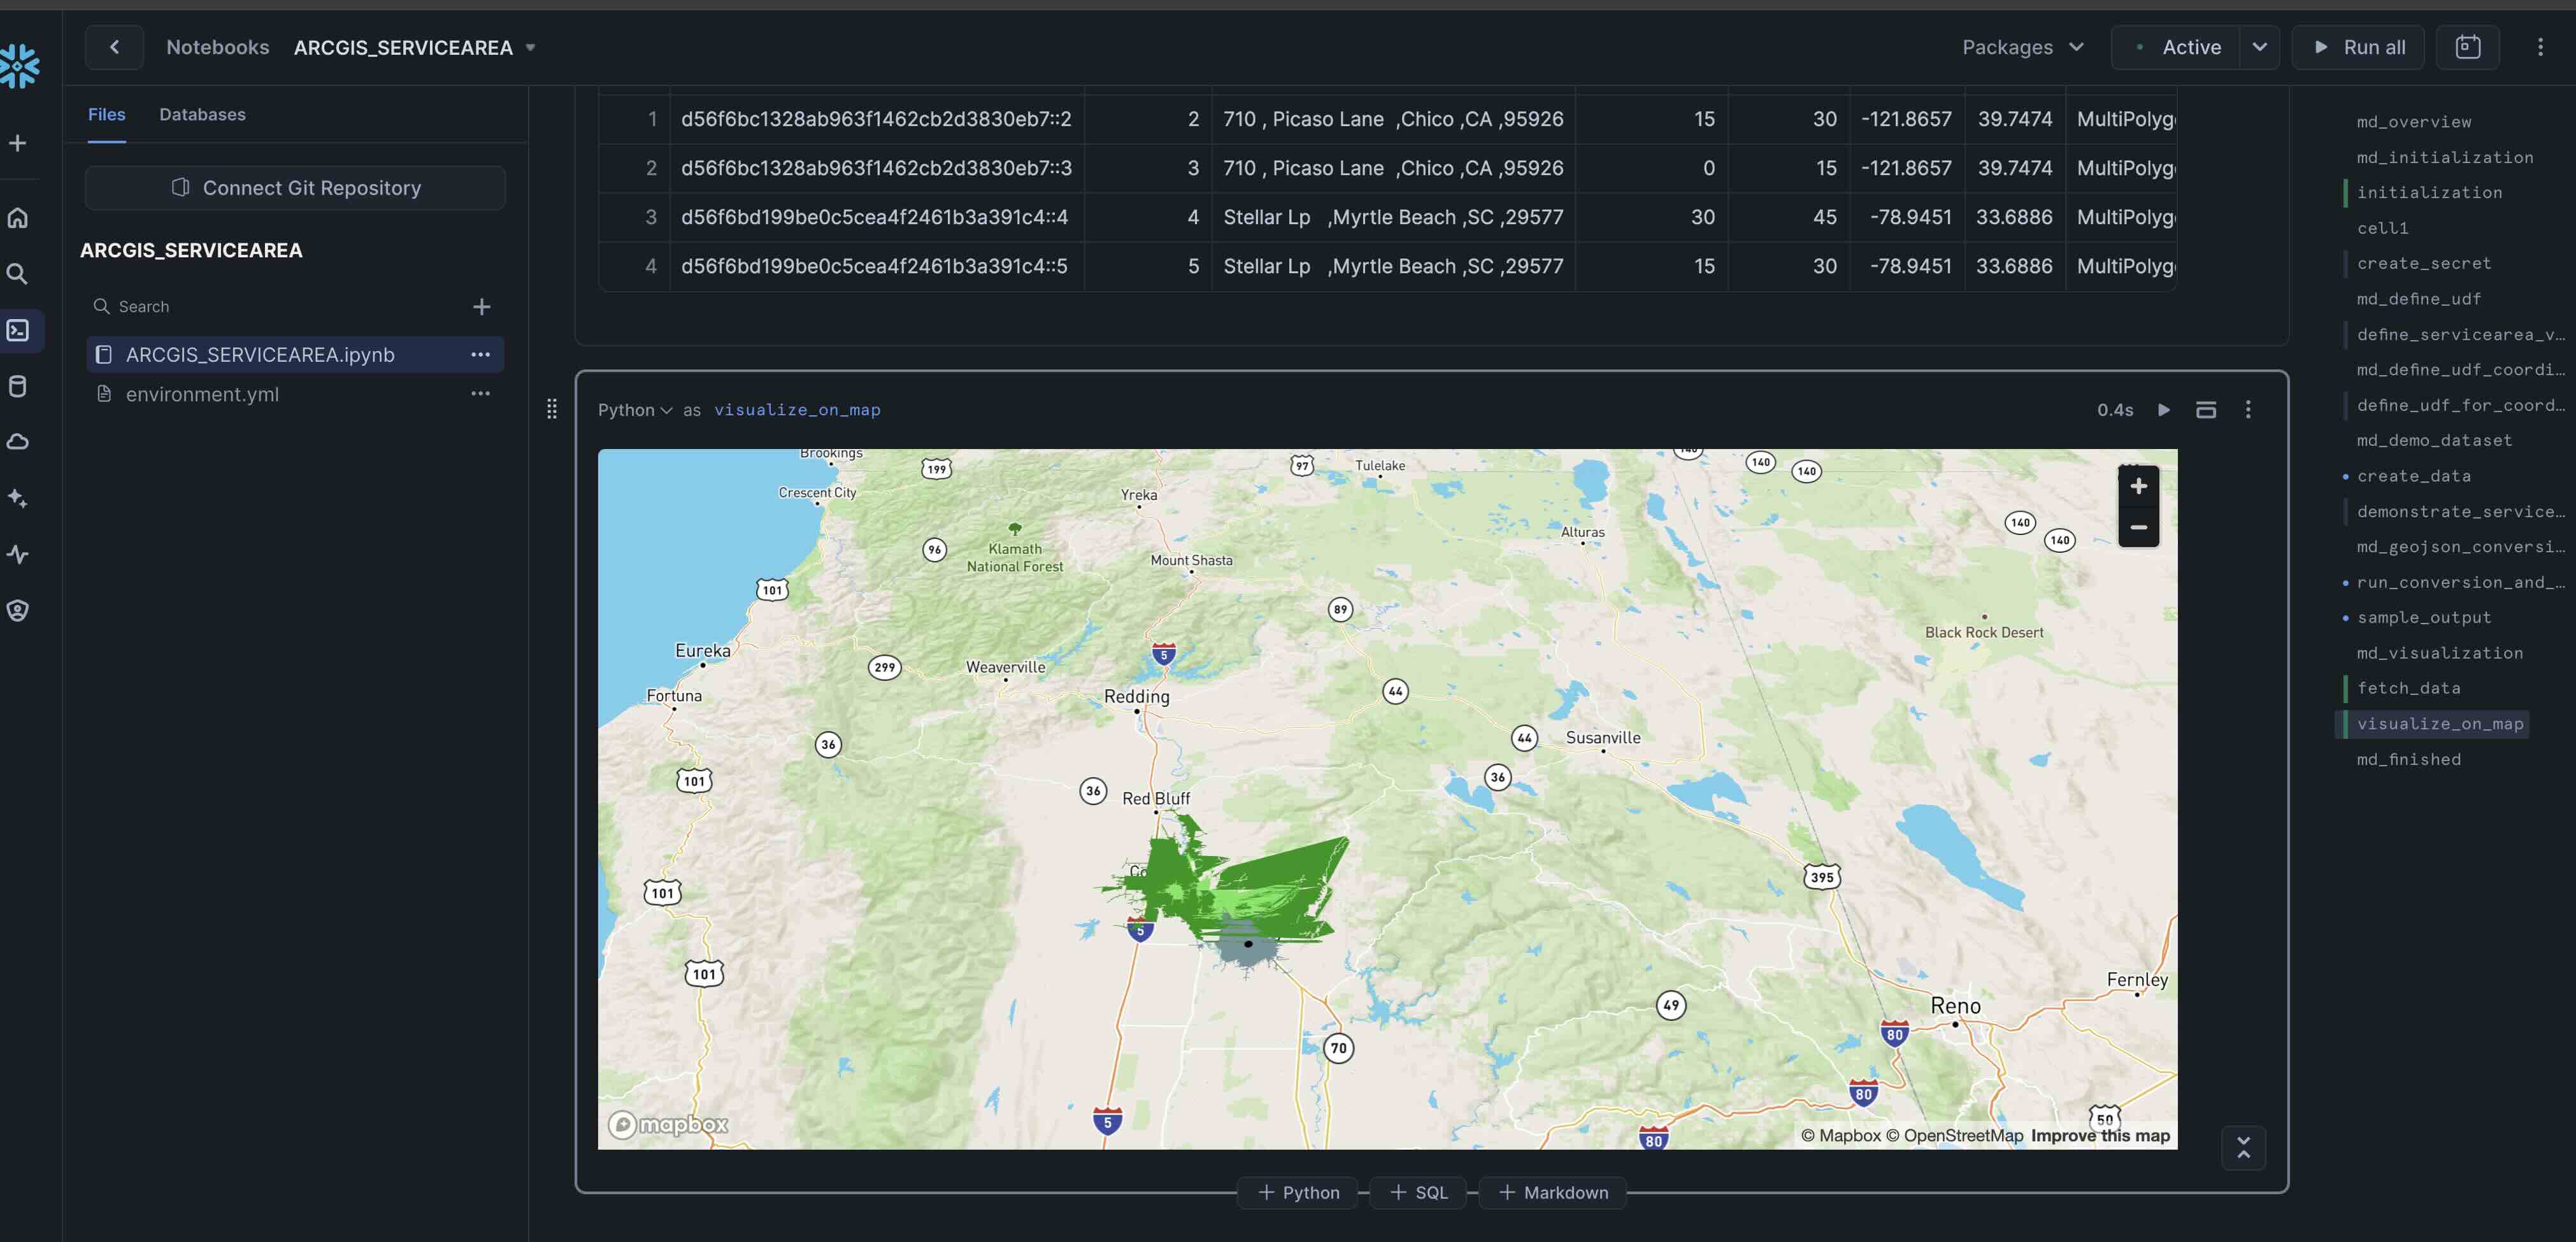 Notebooks ARCGIS_SERVICEAREA
Packages
Active
Run all
Files Databases
Connect Git Repository
ARCGIS_SERVICEAREA
Search
ARCGIS_SERVICEAREA.ipynb
environment.yml
1 d56f6bc1328ab963f1462cb2d3830eb7::2 2 710 , Picaso Lane ,Chico ,CA ,95926 15 30 -121.8657 39.7474 MultiPolyg
2 d56f6bc1328ab963f1462cb2d3830eb7::3 3 710 , Picaso Lane ,Chico ,CA ,95926 0 15 -121.8657 39.7474 MultiPolyg
3 d56f6bd199be0c5cea4f2461b3a391c4::4 4 Stellar Lp ,Myrtle Beach ,SC ,29577 30 45 -78.9451 33.6886 MultiPolyg
4 d56f6bd199be0c5cea4f2461b3a391c4::5 5 Stellar Lp ,Myrtle Beach ,SC ,29577 15 30 -78.9451 33.6886 MultiPolyg
Python as visualize_on_map
0.4s
Brookings
199
97
Tulelake
140
140
140
Crescent City
Yreka
140
140
Alturas
96
Klamath
National Forest
Mount Shasta
101
89
Black Rock Desert
Eureka
299
Weaverville
5
Fortuna
Redding
44
36
44
Susanville
101
36
Red Bluff
36
Co
101
395
5
101
Fernley
49
Reno
80
70
80
5
50
80
mapbox
© Mapbox © OpenStreetMap Improve this map
Python
SQL
Markdown
md_overview
md_initialization
initialization
cell1
create_secret
md_define_udf
define_servicearea_v...
md_define_udf_coordi...
define_udf_for_coord...
md_demo_dataset
create_data
demonstrate_service...
md_geojson_conversi...
run_conversion_and_...
sample_output
md_visualization
fetch_data
visualize_on_map
md_finished